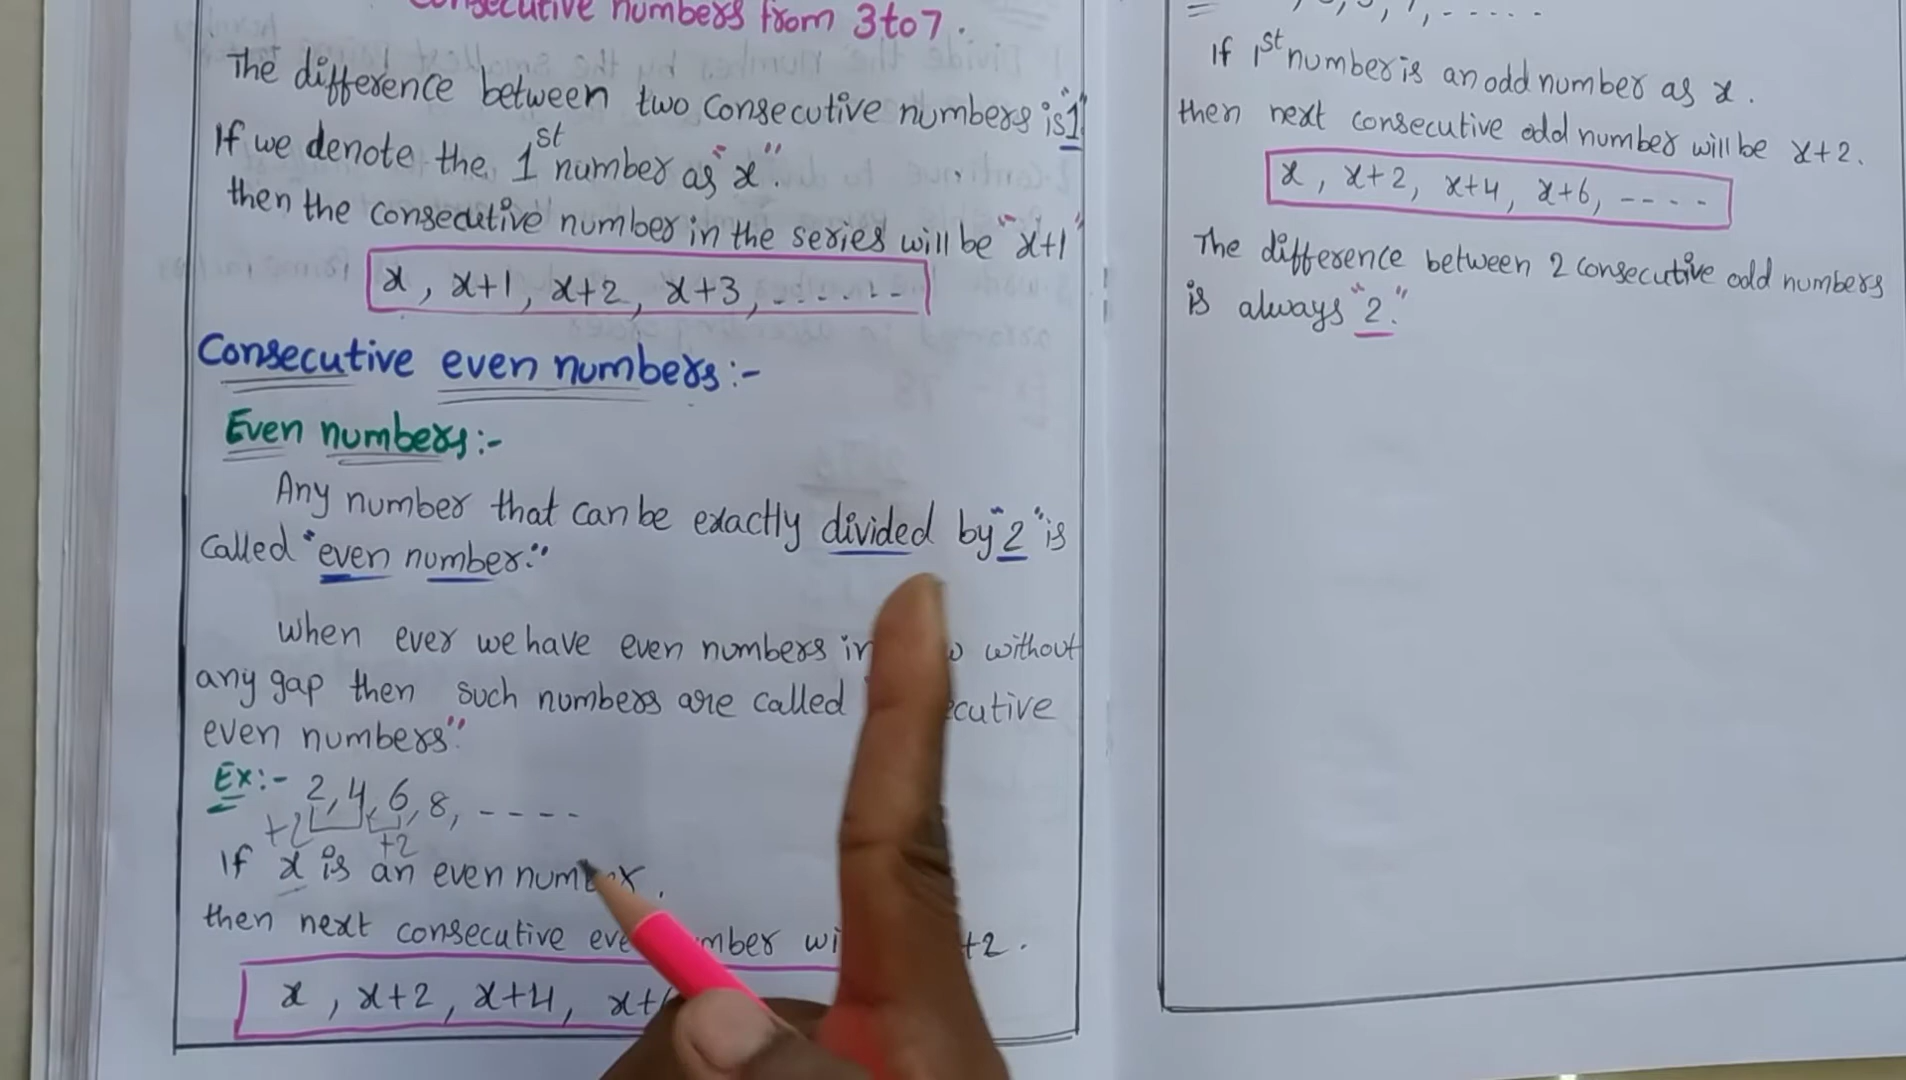 Consecutive numbers from 3 to 7.
The difference between two consecutive numbers is "1"
If we denote the 1st number as "x".
then the consecutive number in the series will be "x+1"
x, x+1, x+2, x+3, ......
Consecutive even numbers:-
Even numbers:-
Any number that can be exactly divided by "2" is
called "even number."
When ever we have even numbers in without
any gap then such numbers are called
even numbers".
Ex:- 2, 4, 6, 8, ----
+2 +2
If x is an even number.
then next consecutive +2.
x, x+2, x+4,
If 1st number is an odd number as x.
then next consecutive odd number will be x+2.
x, x+2, x+4, x+6, ----
The difference between 2 consecutive odd numbers
is always "2."